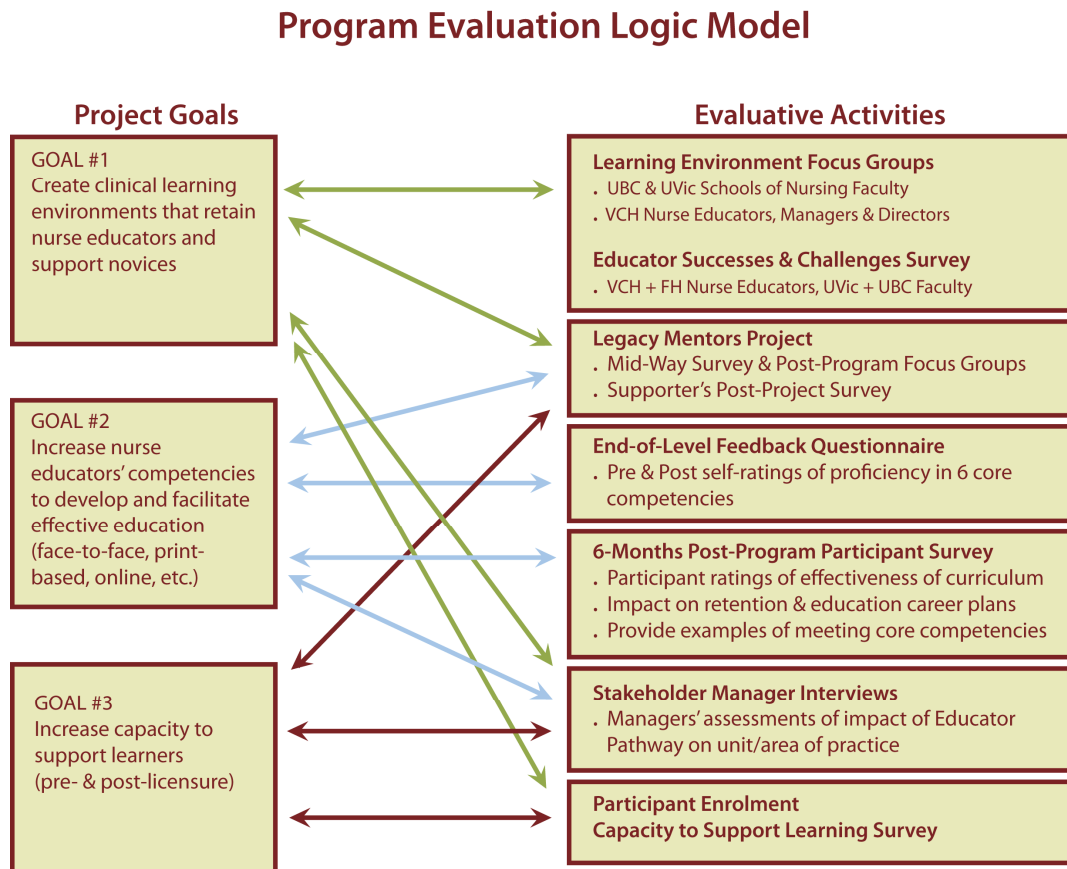 Program Evaluation Logic Model
Project Goals
GOAL #1
Create clinical learning
environments that retain
nurse educators and
support novices
GOAL #2
Increase nurse
educators’ competencies
to develop and facilitate
effective education
(face-to-face, print-
based, online, etc.)
GOAL #3
Increase capacity to
support learners
(pre- & post-licensure)
Evaluative Activities
Learning Environment Focus Groups
. UBC & UVic Schools of Nursing Faculty
. VCH Nurse Educators, Managers & Directors
Educator Successes & Challenges Survey
. VCH + FH Nurse Educators, UVic + UBC Faculty
Legacy Mentors Project
. Mid-Way Survey & Post-Program Focus Groups
. Supporter’s Post-Project Survey
End-of-Level Feedback Questionnaire
. Pre & Post self-ratings of proficiency in 6 core
competencies
6-Months Post-Program Participant Survey
. Participant ratings of effectiveness of curriculum
. Impact on retention & education career plans
. Provide examples of meeting core competencies
Stakeholder Manager Interviews
. Managers’ assessments of impact of Educator
Pathway on unit/area of practice
Participant Enrolment
Capacity to Support Learning Survey